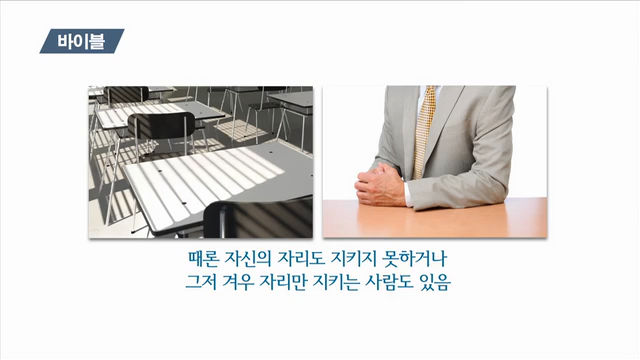 바이블
때론 자신의 자리도 지키지 못하거나
그저 겨우 자리만 지키는 사람도 있음